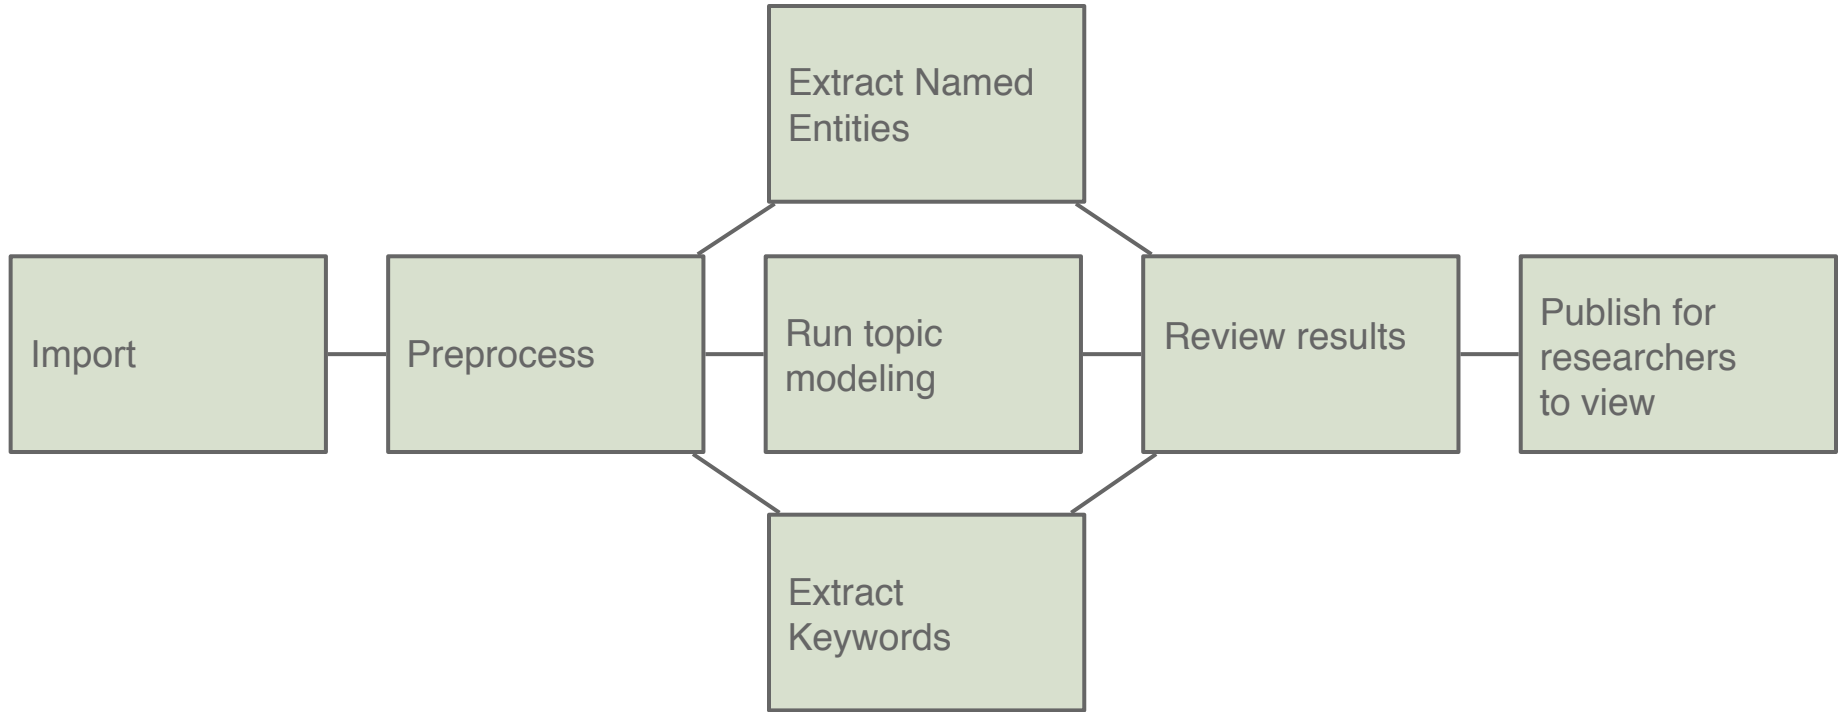 Extract Named
Entities
Import
Preprocess
Run topic
modeling
Review results
Publish for
researchers
to view
Extract
Keywords